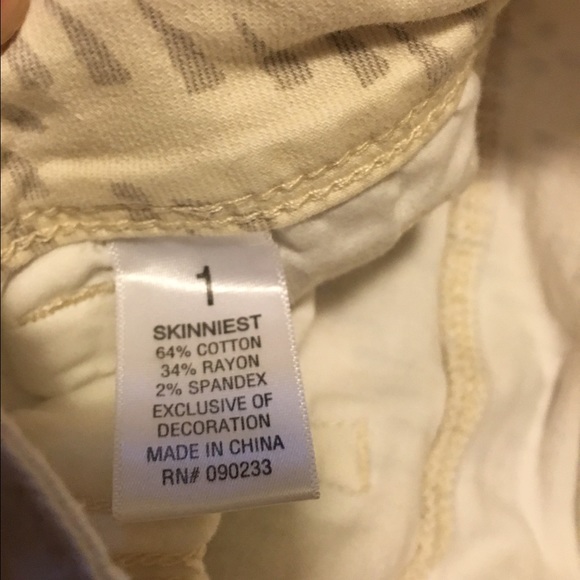 1
SKINNIEST
64% COTTON
34% RAYON
2% SPANDEX
EXCLUSIVE OF
DECORATION
MADE IN CHINA
RN# 090233